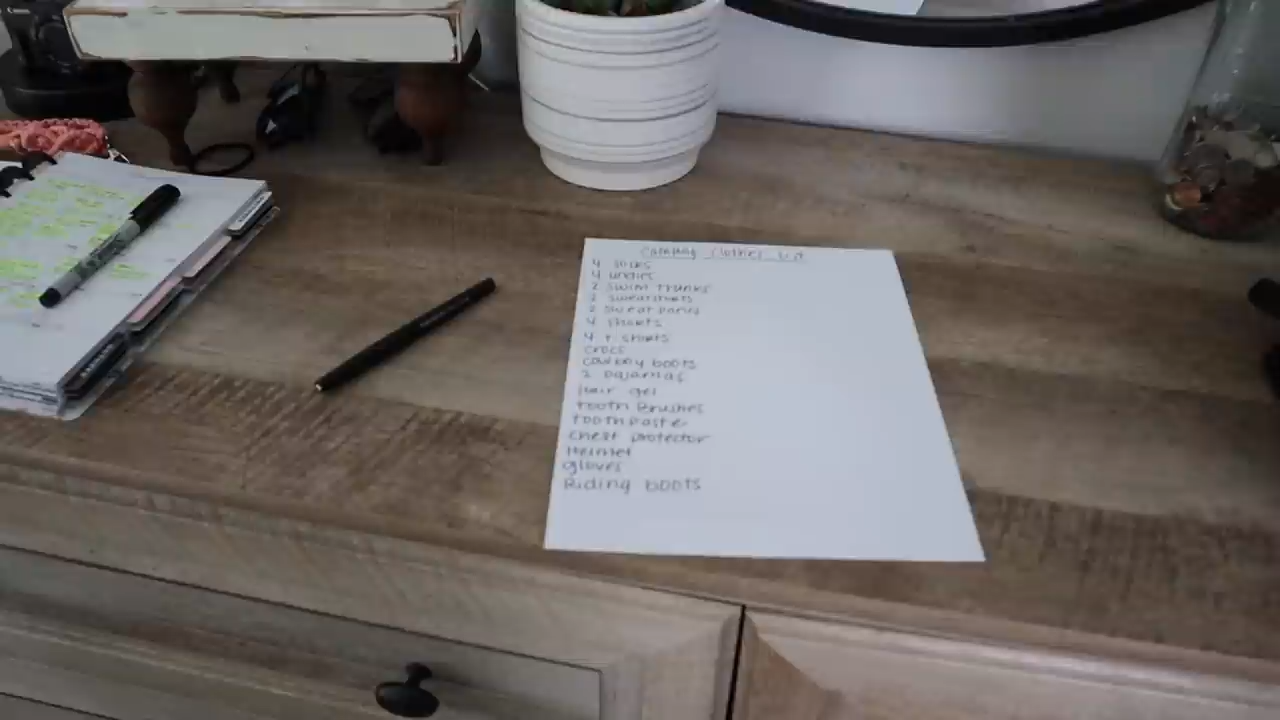 Camping Clothes List
4 socks
4 undies
2 swim trunks
2 sweatshirts
2 sweat pants
4 shorts
4 t-shirts
crocs
cowboy boots
2 pajamas
hair gel
tooth Brushes
toothpaste
chest protector
Helmet
gloves
Riding boots